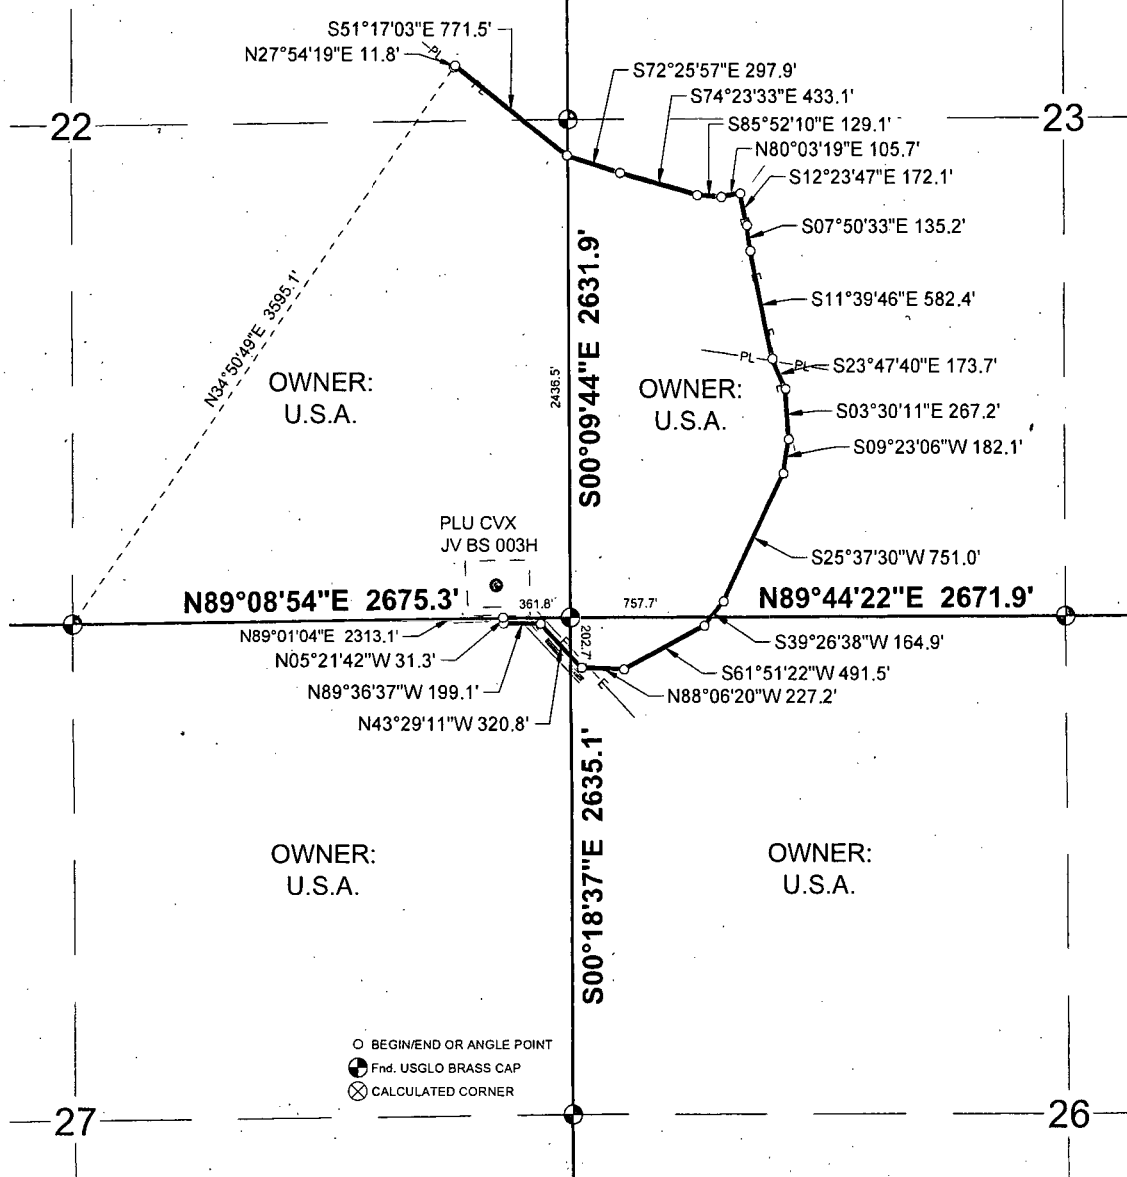 S51°17'03"E 771.5'
N27°54'19"E 11.8'
PL
PL
S72°25'57"E 297.9'
S74°23'33"E 433.1'
22
23
S85°52'10"E 129.1'
N80°03'19"E 105.7'
S12°23'47"E 172.1'
S07°50'33"E 135.2'
S00°09'44"E 2631.9'
N34°50'49"E 3595.1'
S11°39'46"E 582.4'
PL
PL
S23°47'40"E 173.7'
2436.5'
OWNER:
U.S.A.
OWNER:
U.S.A.
S03°30'11"E 267.2'
S09°23'06"W 182.1'
PLU CVX
JV BS 003H
S25°37'30"W 751.0'
N89°08'54"E 2675.3'
361.8'
757.7'
N89°44'22"E 2671.9'
N89°01'04"E 2313.1'
202.7'
S39°26'38"W 164.9'
N05°21'42"W 31.3'
E
E
S61°51'22"W 491.5'
N89°36'37"W 199.1'
N88°06'20"W 227.2'
N43°29'11"W 320.8'
S00°18'37"E 2635.1'
OWNER:
U.S.A.
OWNER:
U.S.A.
BEGIN/END OR ANGLE POINT
Fnd. USGLO BRASS CAP
CALCULATED CORNER
27
26